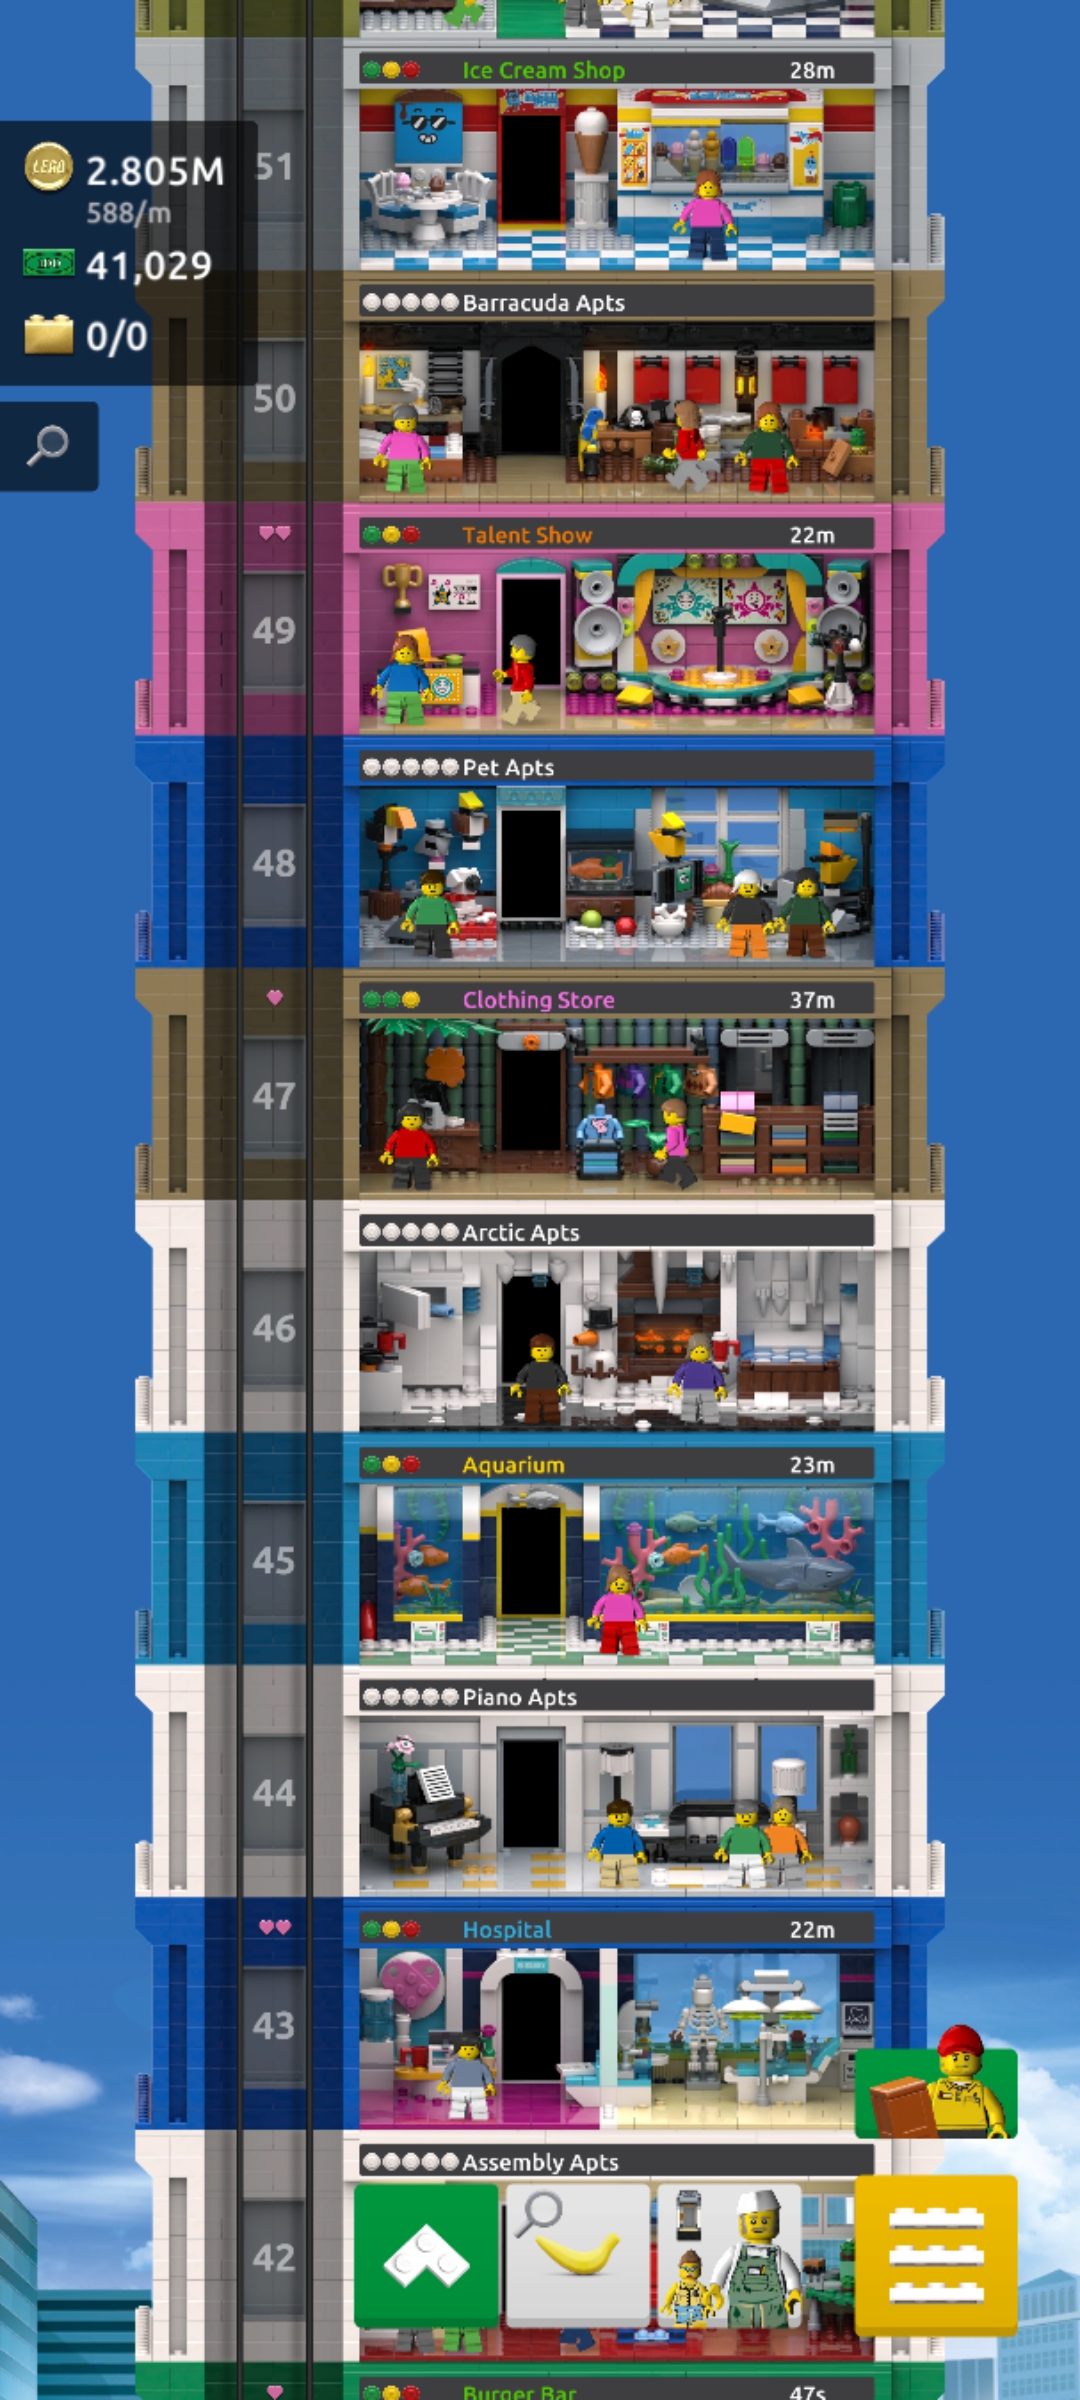 Ice Cream Shop 28m
51
LEGO 2.805M
588/m
41,029
0/0
Barracuda Apts
50
Talent Show 22m
49
Pet Apts
48
Clothing Store 37m
47
Arctic Apts
46
Aquarium 23m
45
Piano Apts
44
Hospital 22m
43
Assembly Apts
42
Burger Bar 47s